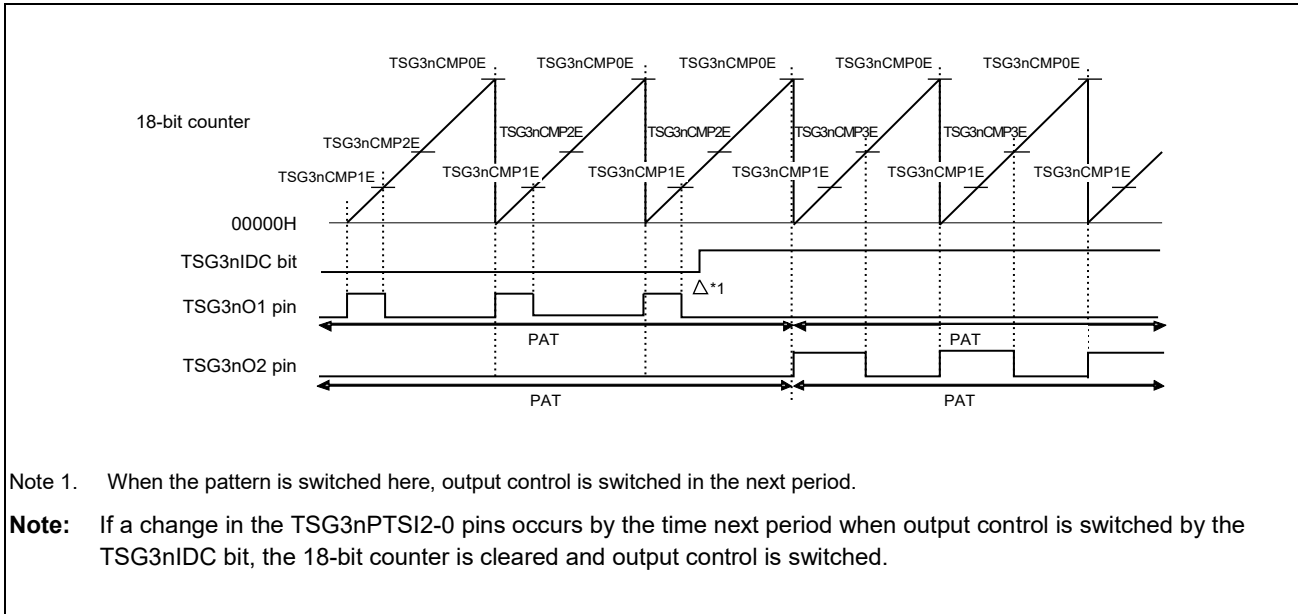 TSG3nCMP0E TSG3nCMP0E TSG3nCMP0E TSG3nCMP0E TSG3nCMP0E
18-bit counter
TSG3nCMP2E TSG3nCMP2E TSG3nCMP2E TSG3nCMP3E TSG3nCMP3E
TSG3nCMP1E TSG3nCMP1E TSG3nCMP1E TSG3nCMP1E TSG3nCMP1E TSG3nCMP1E
00000H
TSG3nIDC bit
△*1
TSG3nO1 pin
PAT PAT
TSG3nO2 pin
PAT PAT
Note 1. When the pattern is switched here, output control is switched in the next period.
Note: If a change in the TSG3nPTSI2-0 pins occurs by the time next period when output control is switched by the
TSG3nIDC bit, the 18-bit counter is cleared and output control is switched.